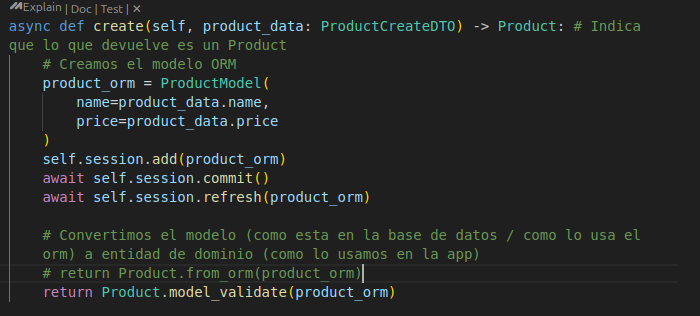 Explain | Doc | Test | ✕
async def create(self, product_data: ProductCreateDTO) -> Product: # Indica
que lo que devuelve es un Product
    # Creamos el modelo ORM
    product_orm = ProductModel(
        name=product_data.name,
        price=product_data.price
    )
    self.session.add(product_orm)
    await self.session.commit()
    await self.session.refresh(product_orm)

    # Convertimos el modelo (como esta en la base de datos / como lo usa el
    orm) a entidad de dominio (como lo usamos en la app)
    # return Product.from_orm(product_orm)
    return Product.model_validate(product_orm)